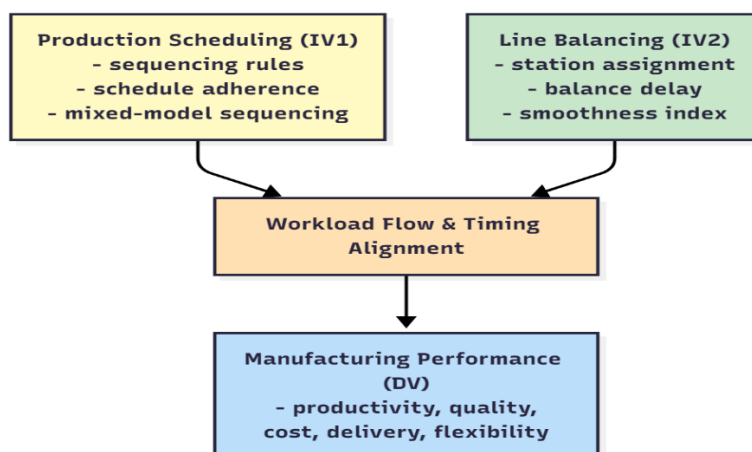 Production Scheduling (IV1)
- sequencing rules
- schedule adherence
- mixed-model sequencing
Line Balancing (IV2)
- station assignment
- balance delay
- smoothness index
Workload Flow & Timing
Alignment
Manufacturing Performance
(DV)
- productivity, quality,
cost, delivery, flexibility